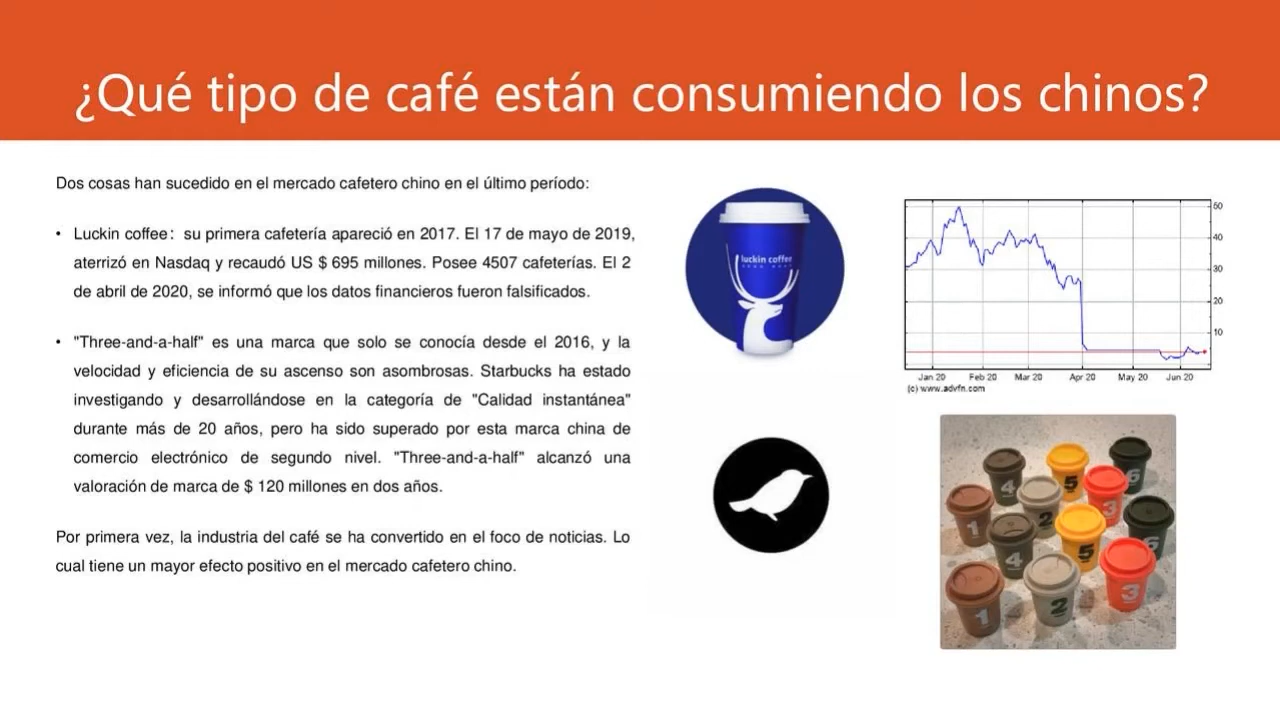 ¿Qué tipo de café están consumiendo los chinos?
Dos cosas han sucedido en el mercado cafetero chino en el último período:
• Luckin coffee：su primera cafetería apareció en 2017. El 17 de mayo de 2019,
aterrizó en Nasdaq y recaudó US $ 695 millones. Posee 4507 cafeterías. El 2
de abril de 2020, se informó que los datos financieros fueron falsificados.
• "Three-and-a-half" es una marca que solo se conocía desde el 2016, y la
velocidad y eficiencia de su ascenso son asombrosas. Starbucks ha estado
investigando y desarrollándose en la categoría de "Calidad instantánea"
durante más de 20 años, pero ha sido superado por esta marca china de
comercio electrónico de segundo nivel. "Three-and-a-half" alcanzó una
valoración de marca de $ 120 millones en dos años.
Por primera vez, la industria del café se ha convertido en el foco de noticias. Lo
cual tiene un mayor efecto positivo en el mercado cafetero chino.
luckin coffee
50
40
30
20
10
Jan 20 Feb 20 Mar 20 Apr 20 May 20 Jun 20
(c) www.advfn.com
4 5 6
1 2 3
4 5 6
1 2 3